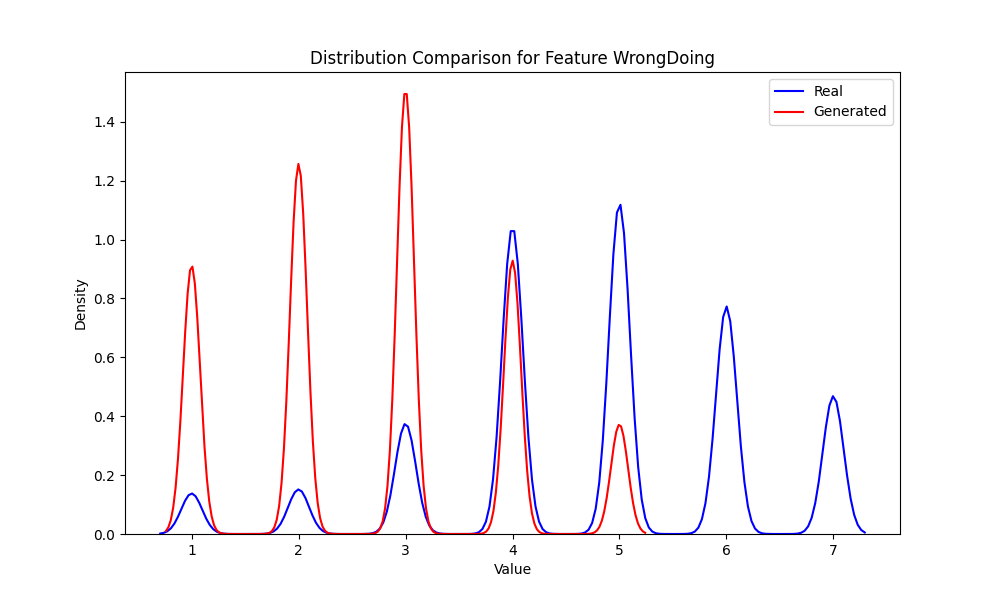 Distribution Comparison for Feature WrongDoing
Real
Generated
1.4
1.2
1.0
0.8
0.6
0.4
0.2
0.0
Density
1 2 3 4 5 6 7
Value